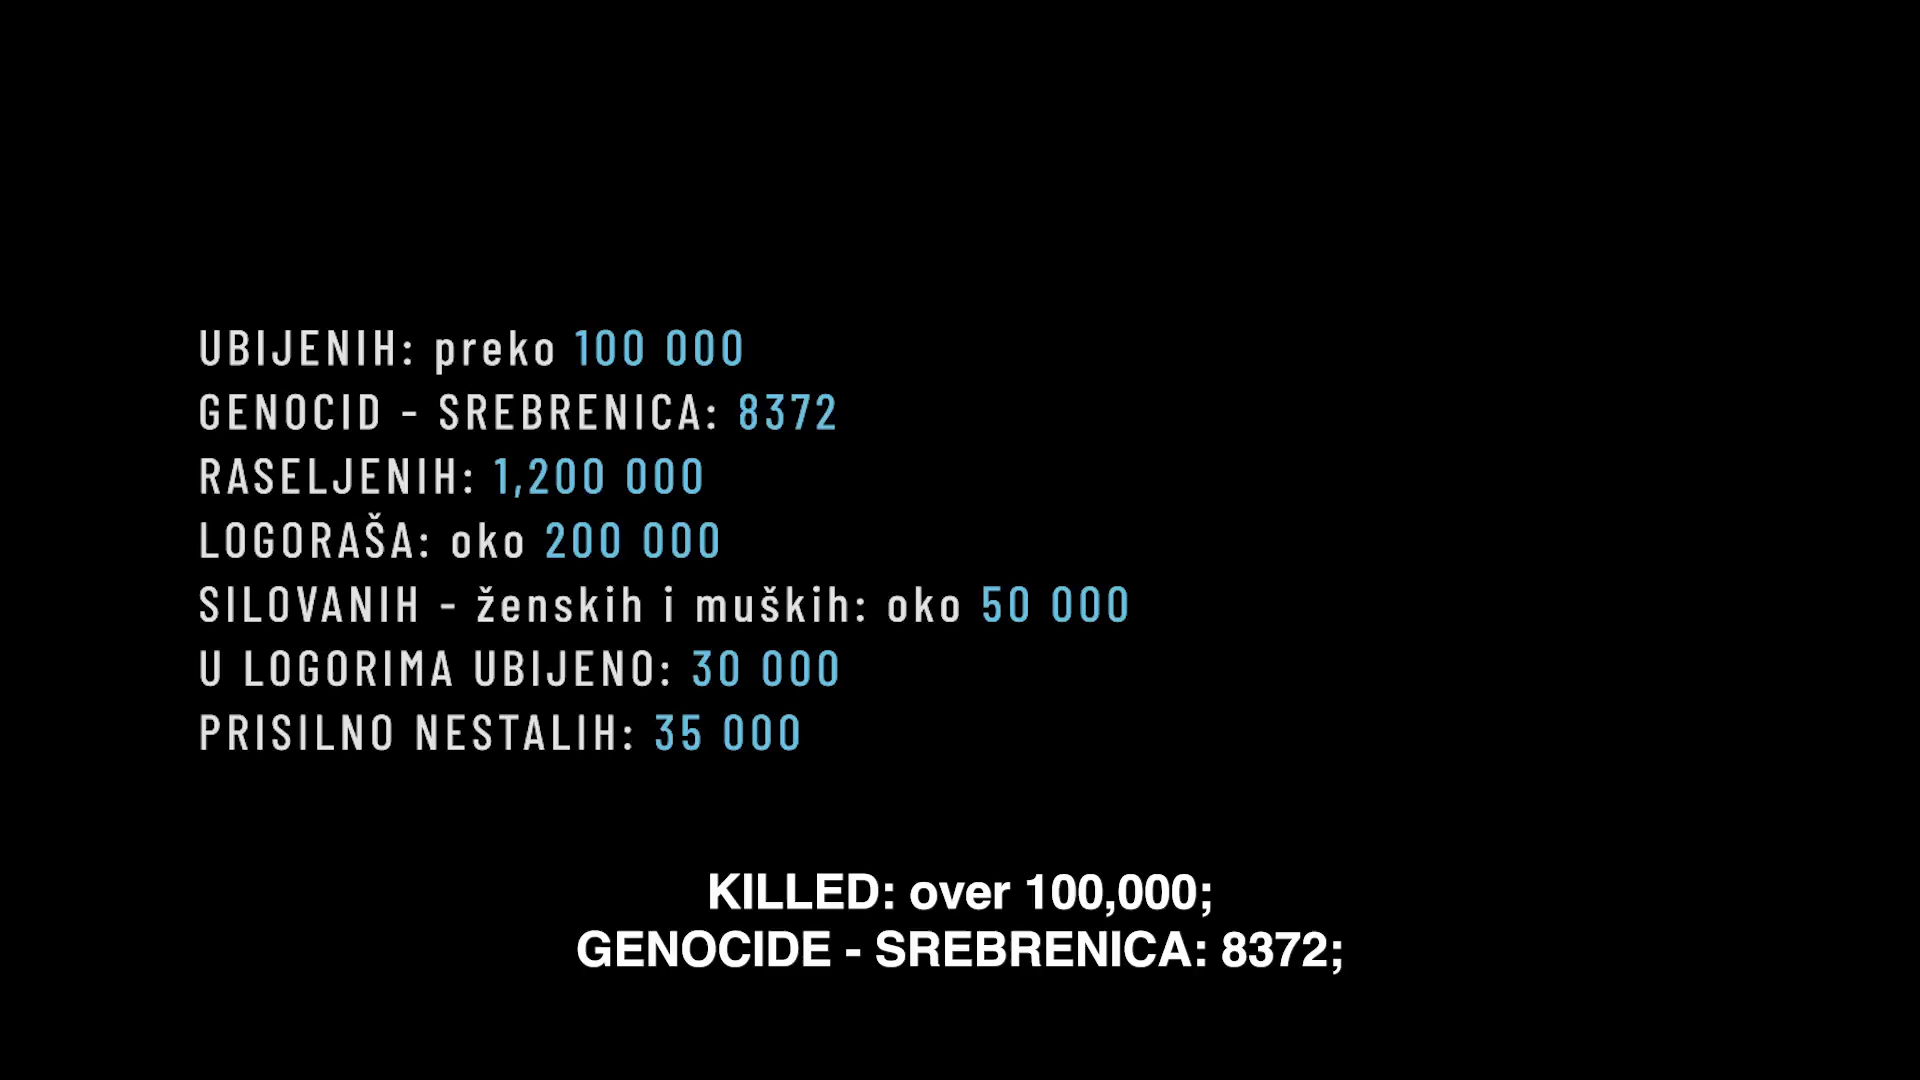 UBIJENIH: preko 100 000
GENOCID - SREBRENICA: 8372
RASELJENIH: 1,200 000
LOGORAŠA: oko 200 000
SILOVANIH - ženskih i muških: oko 50 000
U LOGORIMA UBIJENO: 30 000
PRISILNO NESTALIH: 35 000
KILLED: over 100,000;
GENOCIDE - SREBRENICA: 8372;